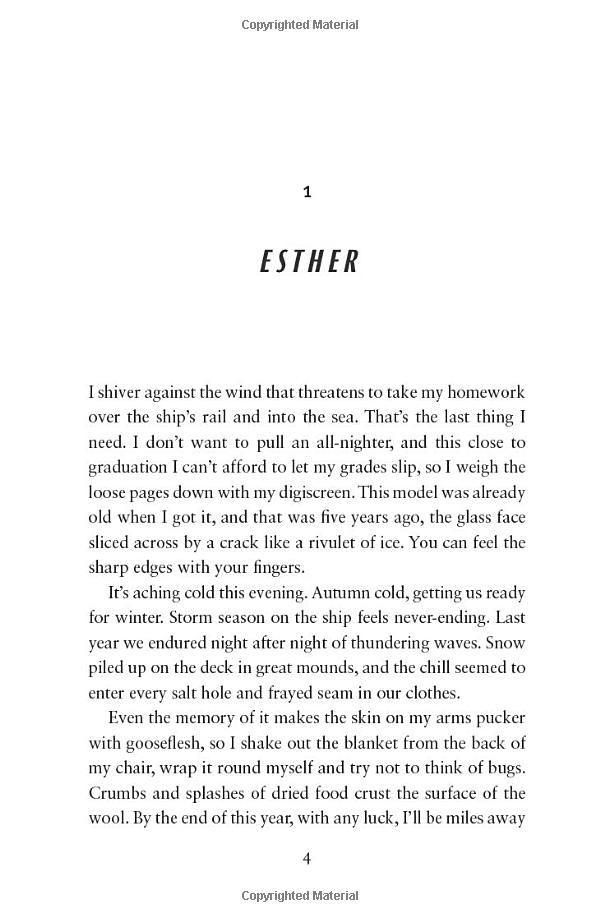 Copyrighted Material
1
ESTHER
I shiver against the wind that threatens to take my homework
over the ship’s rail and into the sea. That’s the last thing I
need. I don’t want to pull an all-nighter, and this close to
graduation I can’t afford to let my grades slip, so I weigh the
loose pages down with my digiscreen. This model was already
old when I got it, and that was five years ago, the glass face
sliced across by a crack like a rivulet of ice. You can feel the
sharp edges with your fingers.
It’s aching cold this evening. Autumn cold, getting us ready
for winter. Storm season on the ship feels never-ending. Last
year we endured night after night of thundering waves. Snow
piled up on the deck in great mounds, and the chill seemed to
enter every salt hole and frayed seam in our clothes.
Even the memory of it makes the skin on my arms pucker
with gooseflesh, so I shake out the blanket from the back of
my chair, wrap it round myself and try not to think of bugs.
Crumbs and splashes of dried food crust the surface of the
wool. By the end of this year, with any luck, I’ll be miles away
4
Copyrighted Material